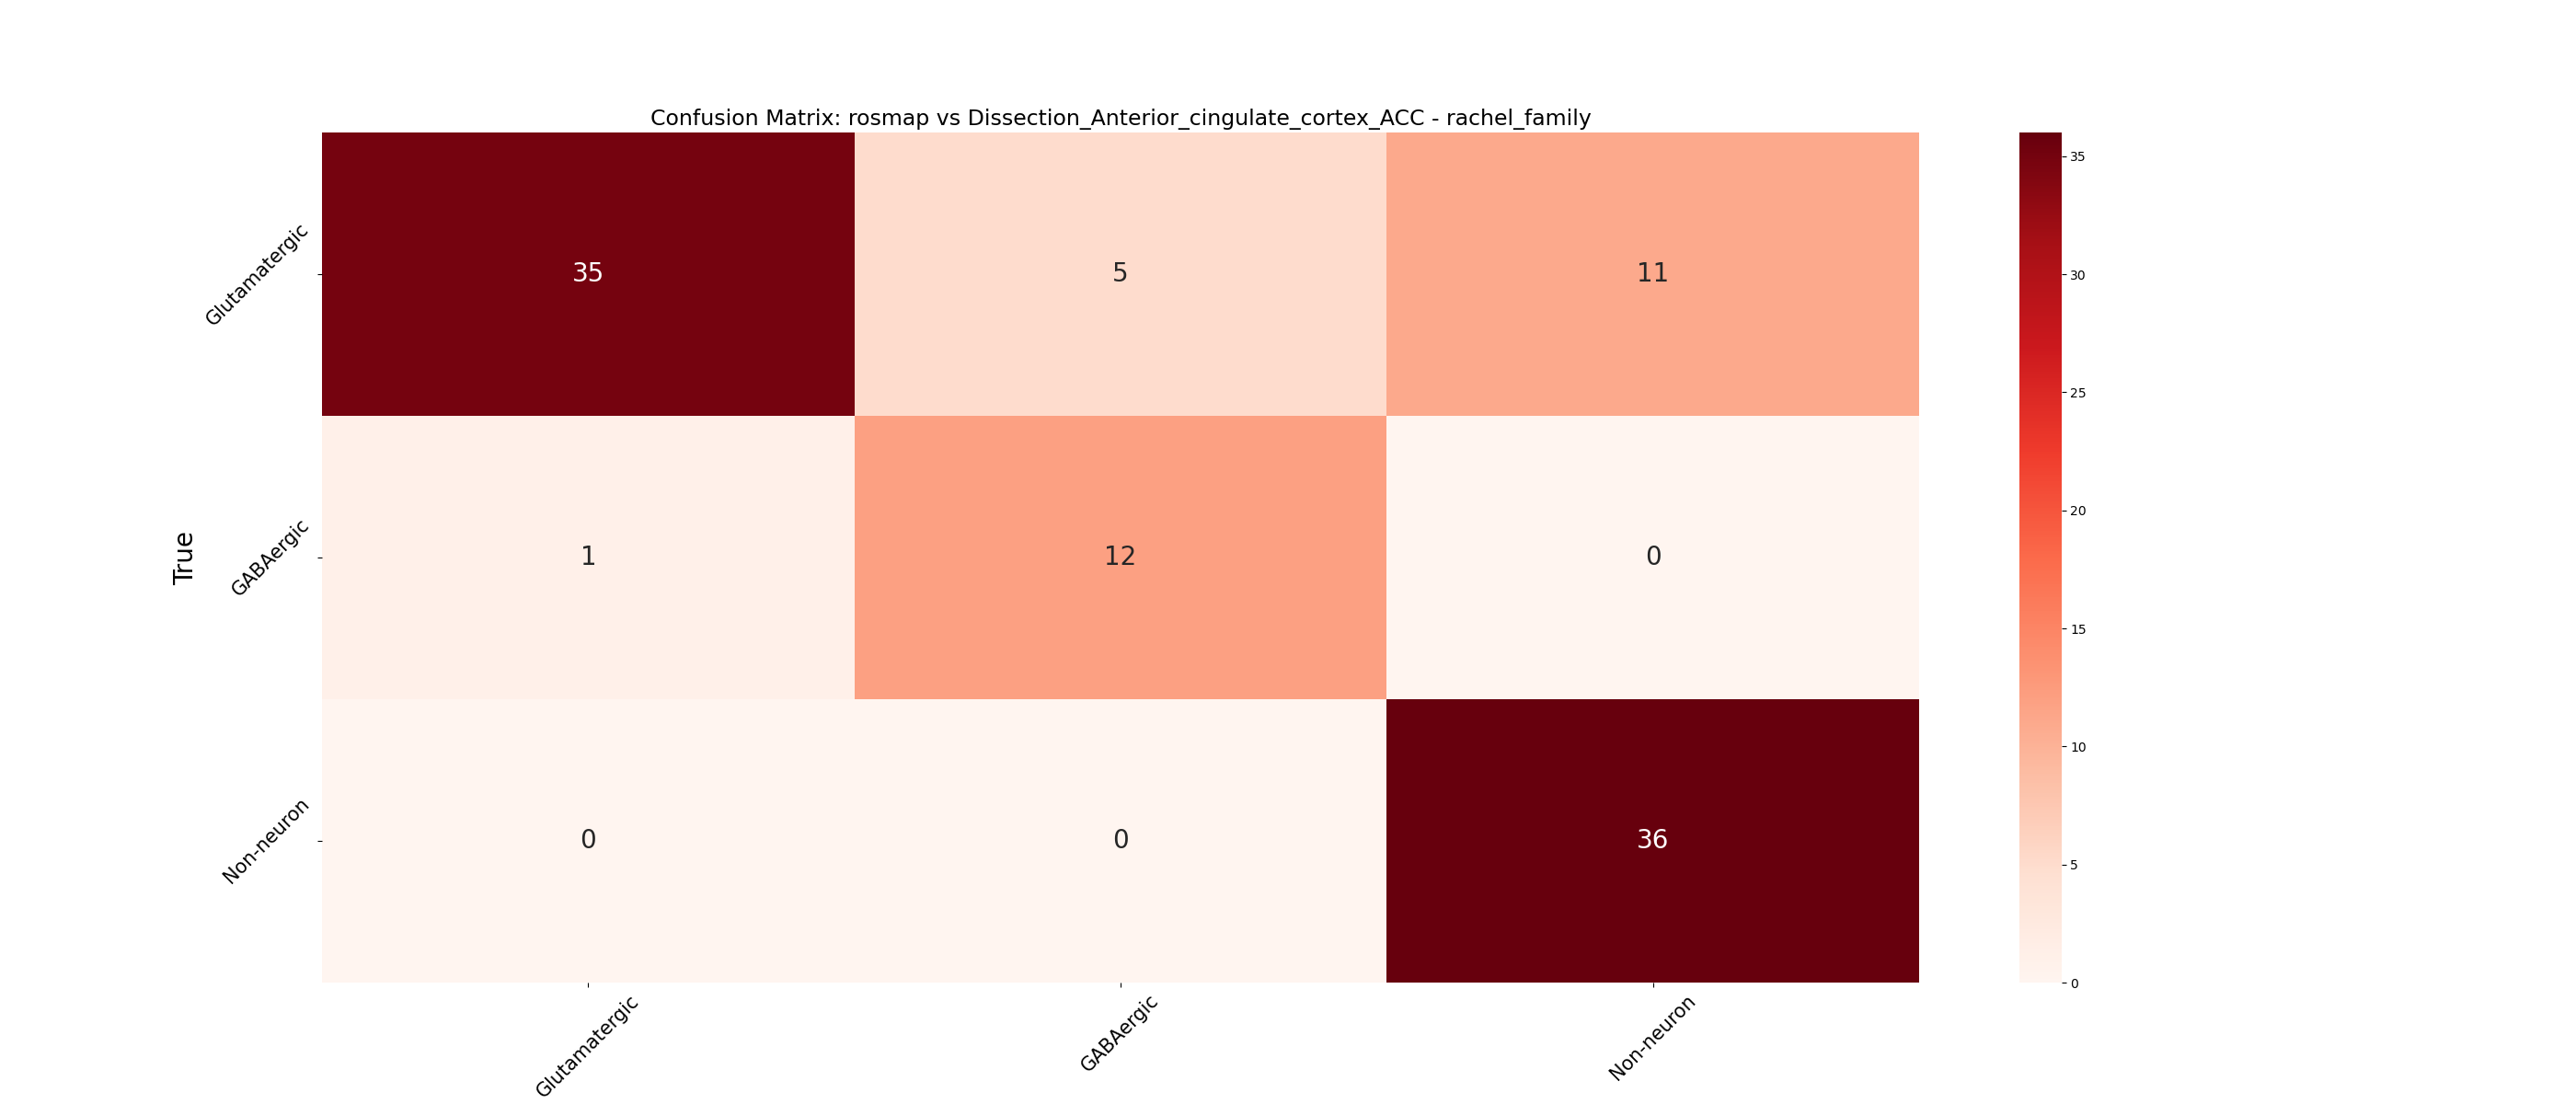 Confusion Matrix: rosmap vs Dissection_Anterior_cingulate_cortex_ACC - rachel_family
True
Glutamatergic
35
5
11
GABAergic
1
12
0
Non-neuron
0
0
36
Glutamatergic
GABAergic
Non-neuron
35
30
25
20
15
10
5
0